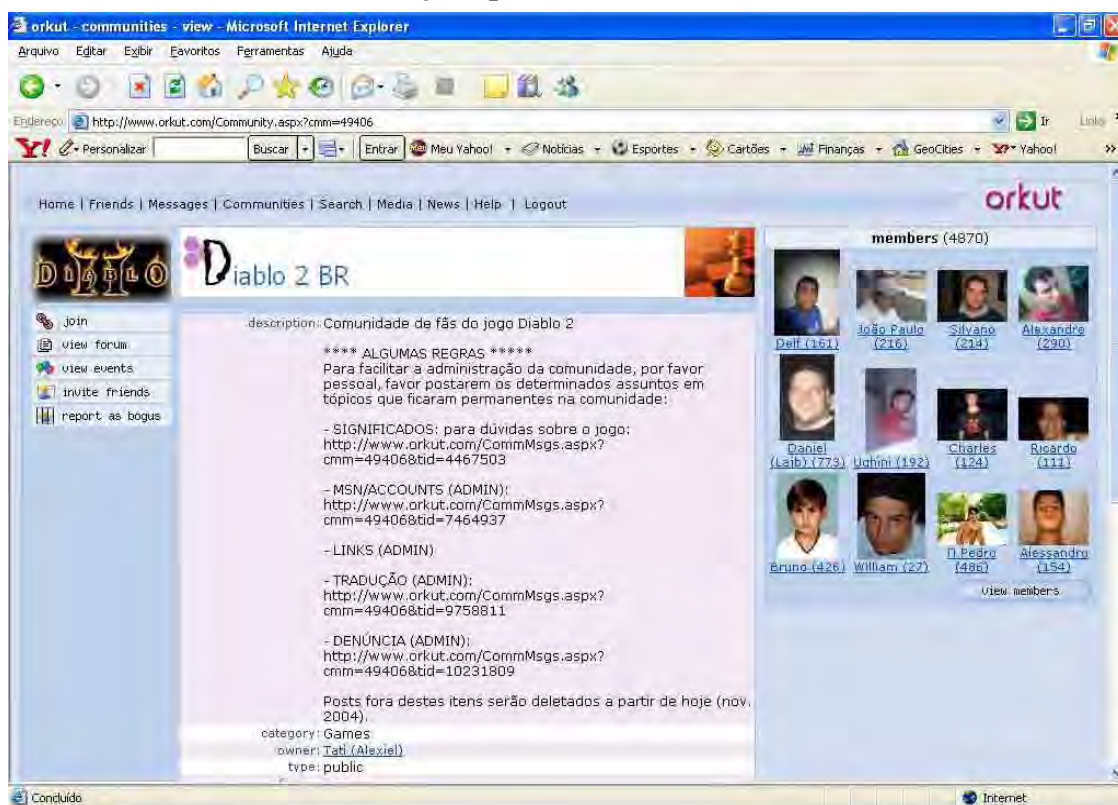 orkut - communities - view - Microsoft Internet Explorer
Arquivo Editar Exibir Favoritos Ferramentas Ajuda
Endereço http://www.orkut.com/Community.aspx?cmm=49406 Ir Links
Y! Personalizar Buscar Entrar Meu Yahoo! Notícias Esportes Cartões Finanças GeoCities Yahoo!
Home | Friends | Messages | Communities | Search | Media | News | Help | Logout
orkut
DIABLO II
Diablo 2 BR
join
view forum
view events
invite friends
report as bogus
description: Comunidade de fãs do jogo Diablo 2
**** ALGUMAS REGRAS *****
Para facilitar a administração da comunidade, por favor
pessoal, favor postarem os determinados assuntos em
tópicos que ficaram permanentes na comunidade:
- SIGNIFICADOS: para dúvidas sobre o jogo:
http://www.orkut.com/CommMsgs.aspx?
cmm=49406&tid=4467503
- MSN/ACCOUNTS (ADMIN):
http://www.orkut.com/CommMsgs.aspx?
cmm=49406&tid=7464937
- LINKS (ADMIN)
- TRADUÇÃO (ADMIN):
http://www.orkut.com/CommMsgs.aspx?
cmm=49406&tid=9758811
- DENÚNCIA (ADMIN):
http://www.orkut.com/CommMsgs.aspx?
cmm=49406&tid=10231809
Posts fora destes itens serão deletados a partir de hoje (nov.
2004).
category: Games
owner: Tati (Alexiel)
type: public
members (4870)
Delf (161)
João Paulo
(216)
Silvano
(214)
Alexandre
(290)
Daniel
(Laib) (773)
(192)
Charles
(124)
Ricardo
(111)
Bruno (426)
William (27)
Pedro
(486)
Alessandro
(154)
view members
Concluído
Internet